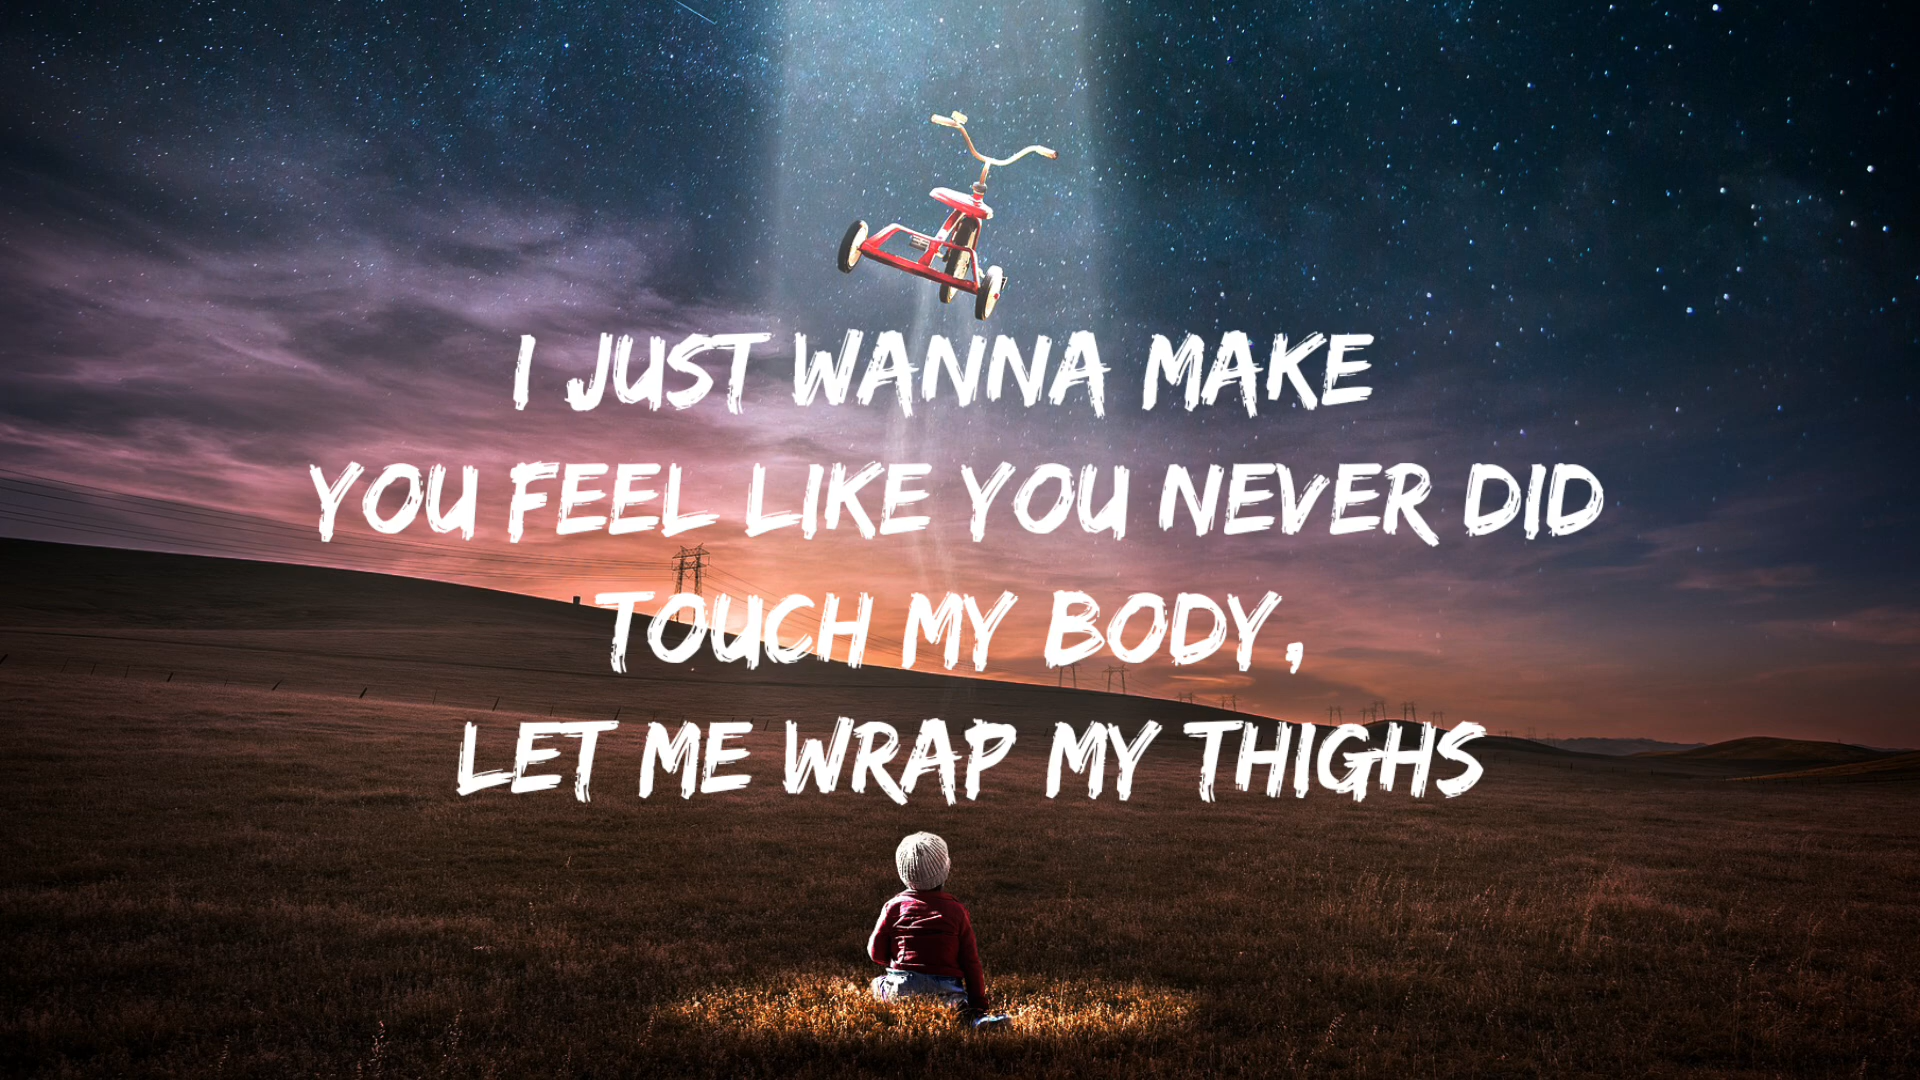 I JUST WANNA MAKE
YOU FEEL LIKE YOU NEVER DID
TOUCH MY BODY,
LET ME WRAP MY THIGHS